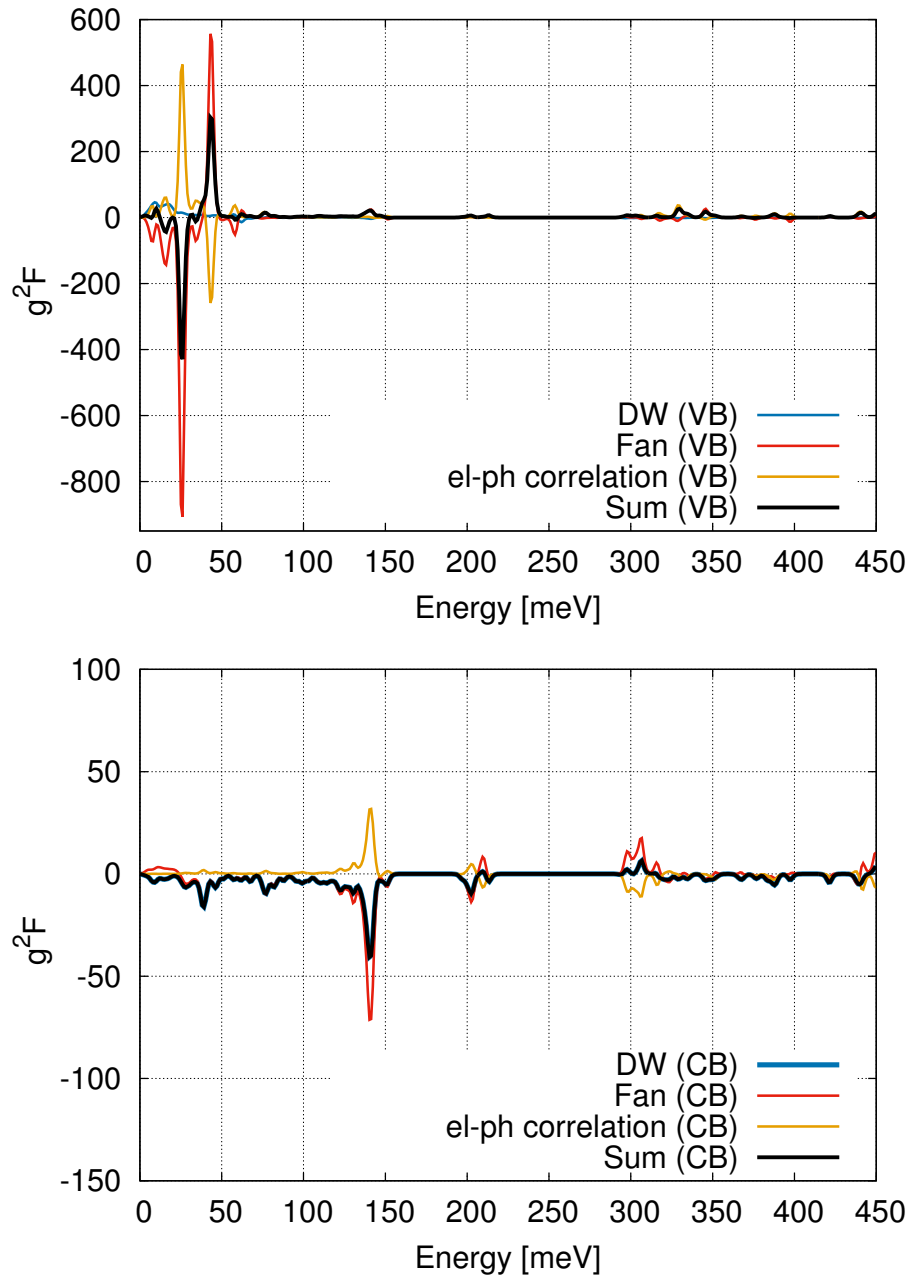 600
400
200
0
-200
-400
-600
-800
g²F
DW (VB)
Fan (VB)
el-ph correlation (VB)
Sum (VB)
0 50 100 150 200 250 300 350 400 450
Energy [meV]
100
50
0
-50
-100
-150
g²F
DW (CB)
Fan (CB)
el-ph correlation (CB)
Sum (CB)
0 50 100 150 200 250 300 350 400 450
Energy [meV]